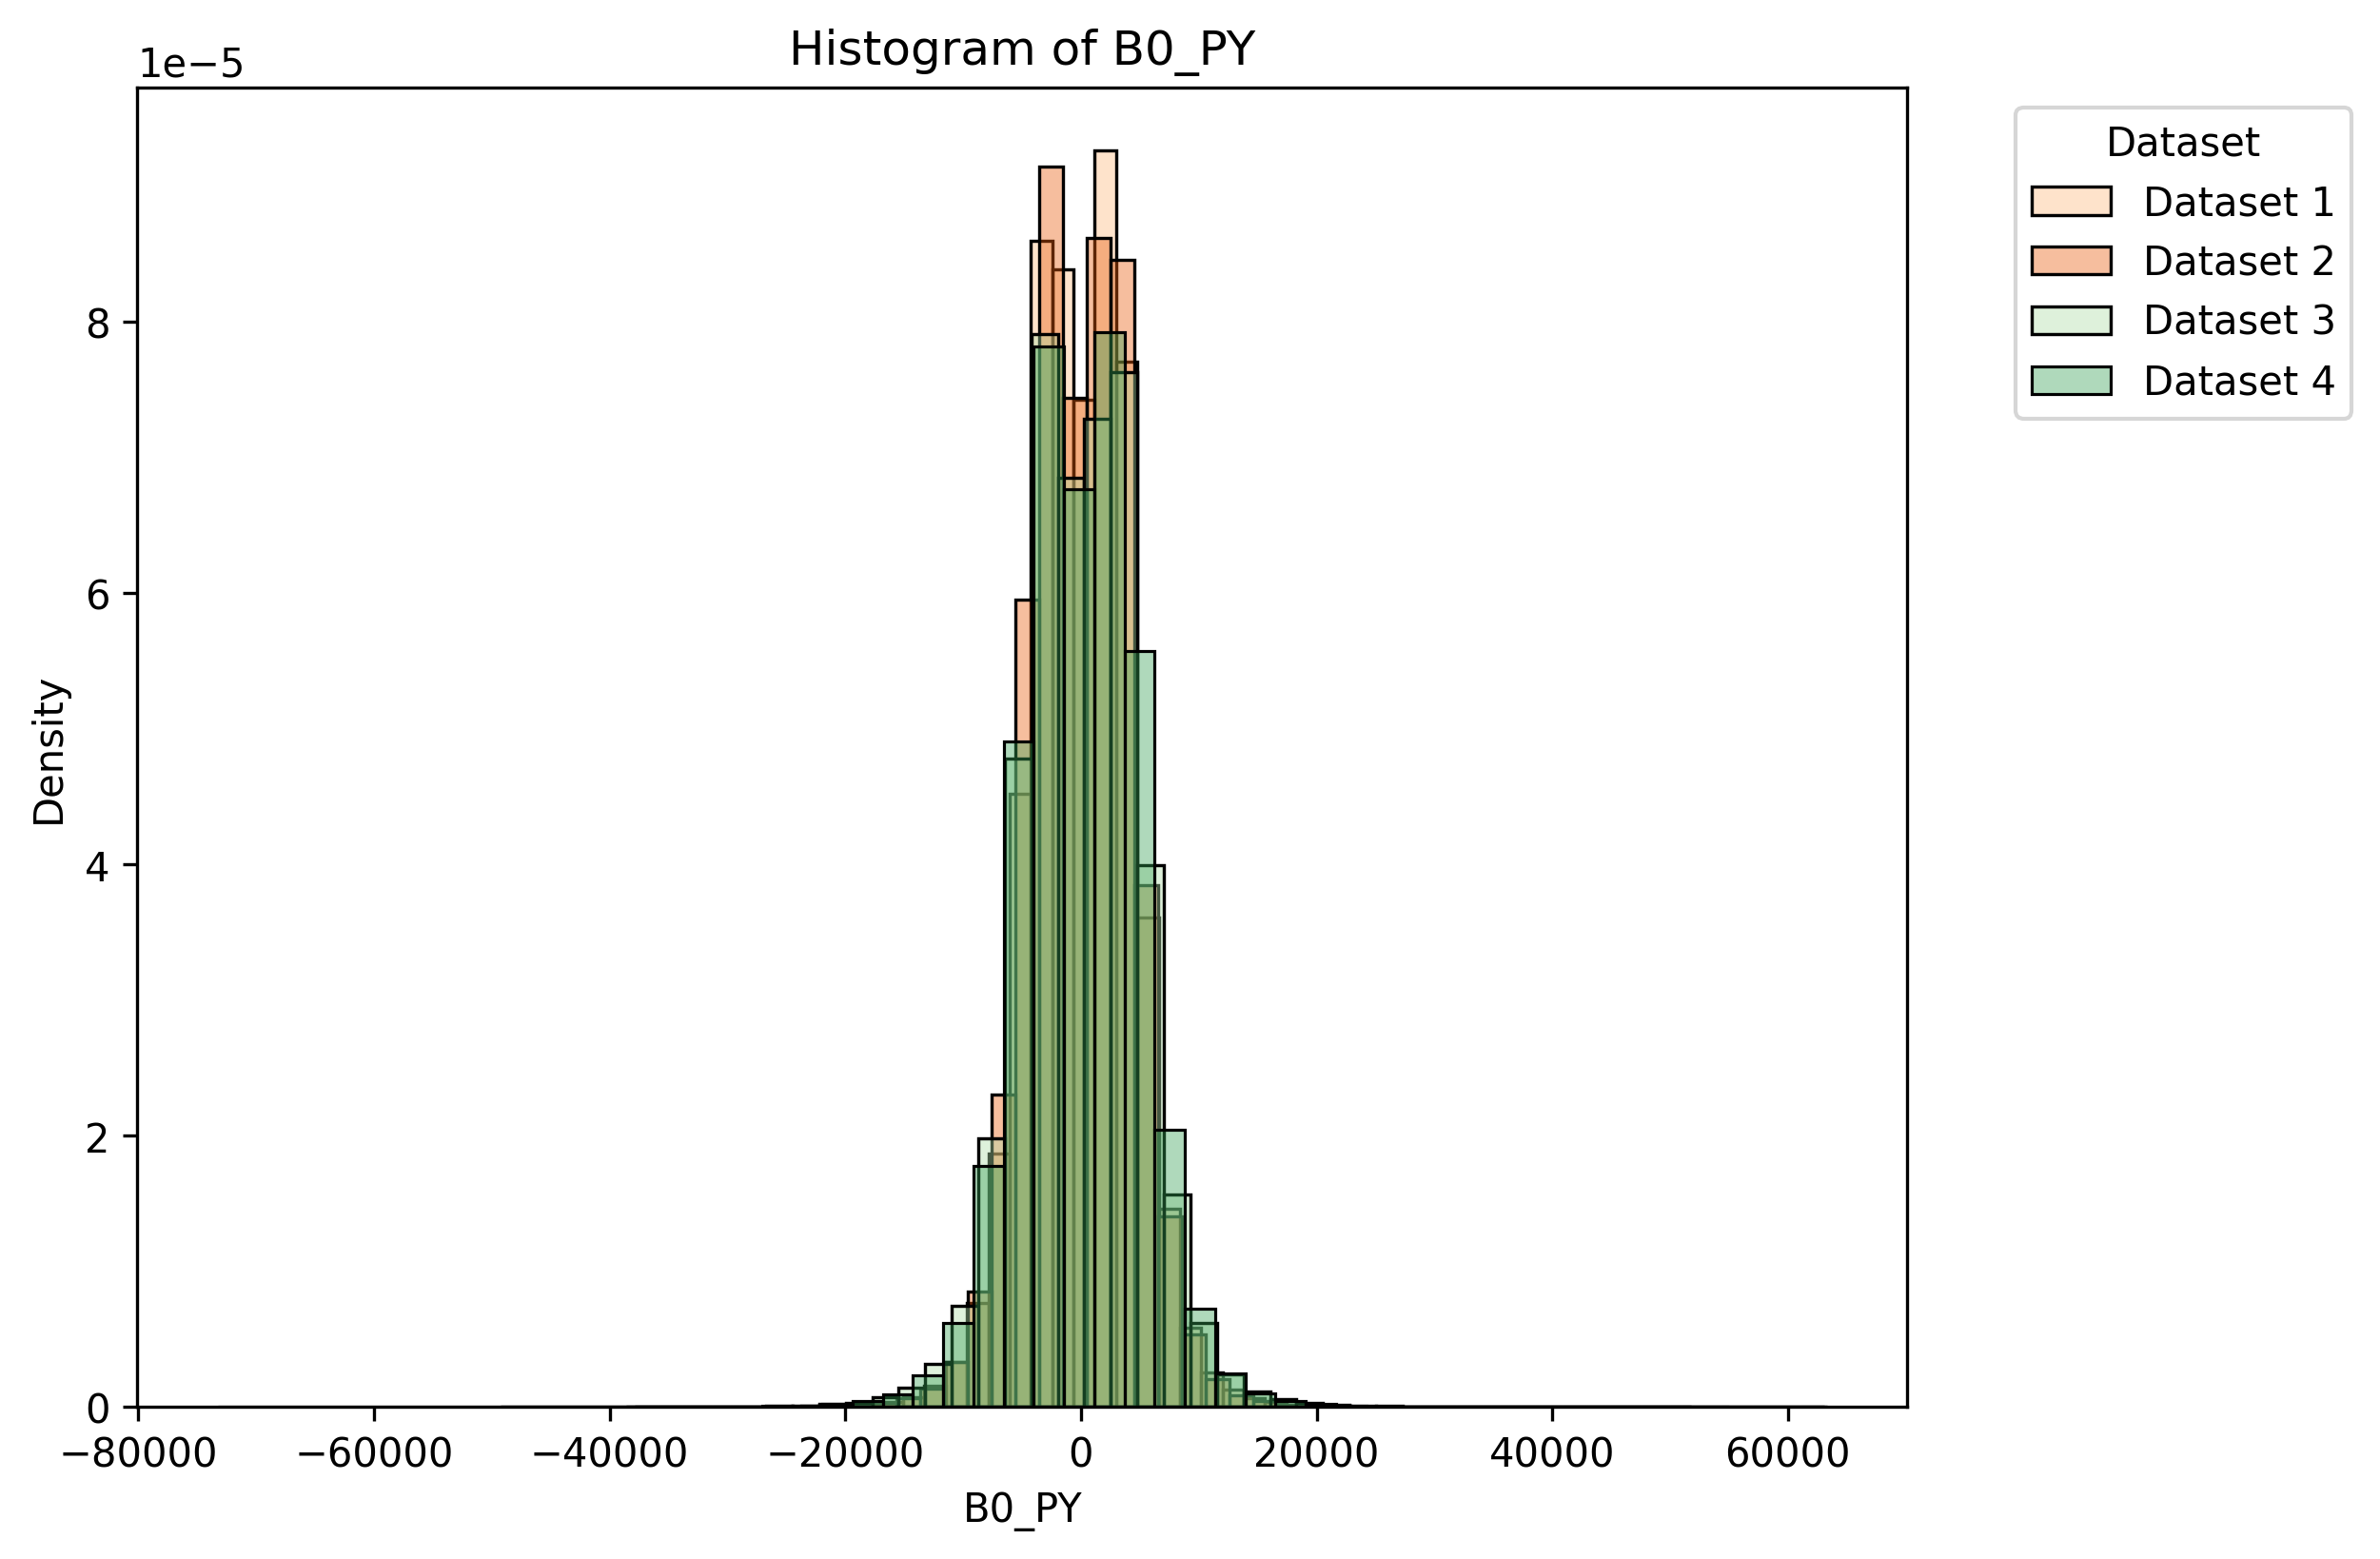 Histogram of B0_PY
1e−5
Dataset
Dataset 1
Dataset 2
Dataset 3
Dataset 4
8
6
4
2
0
Density
−80000 −60000 −40000 −20000 0 20000 40000 60000
B0_PY